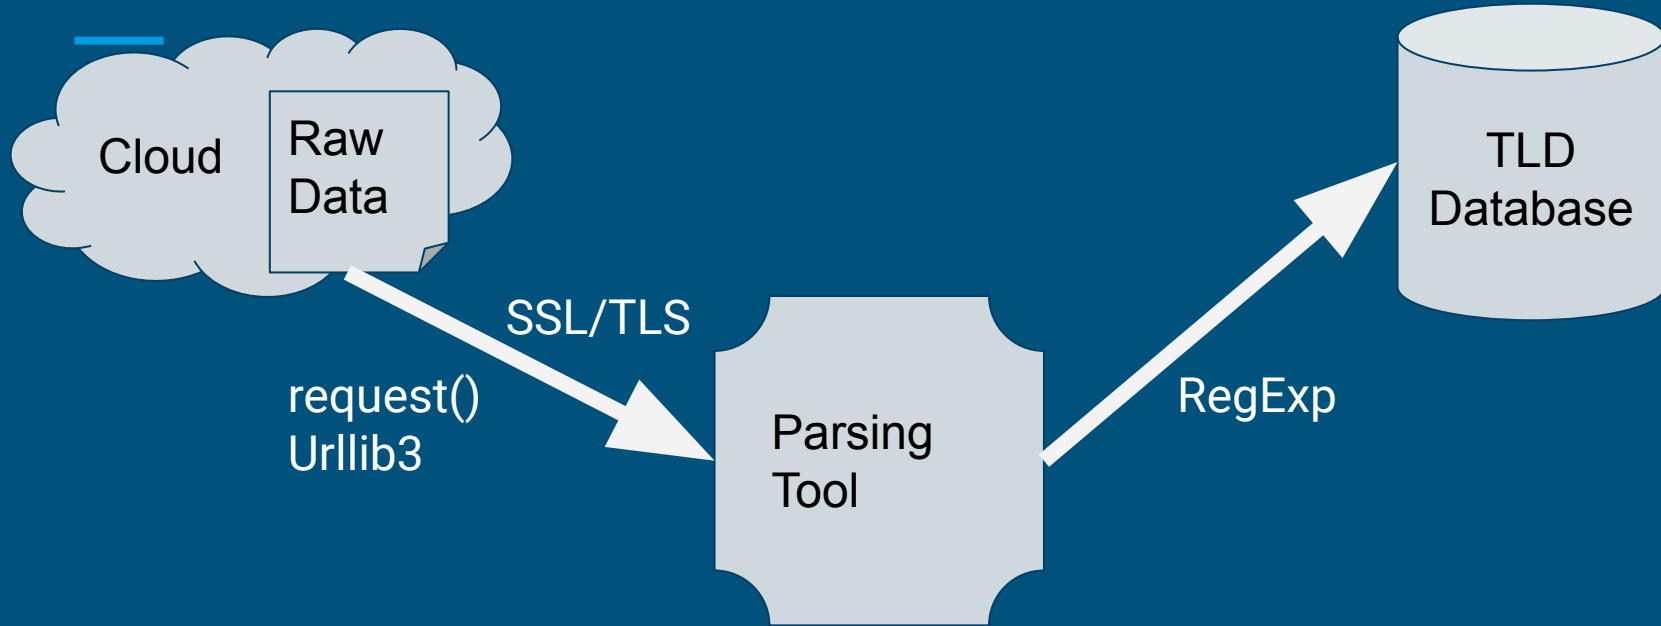 Cloud
Raw
Data
SSL/TLS
request()
Urllib3
Parsing
Tool
RegExp
TLD
Database